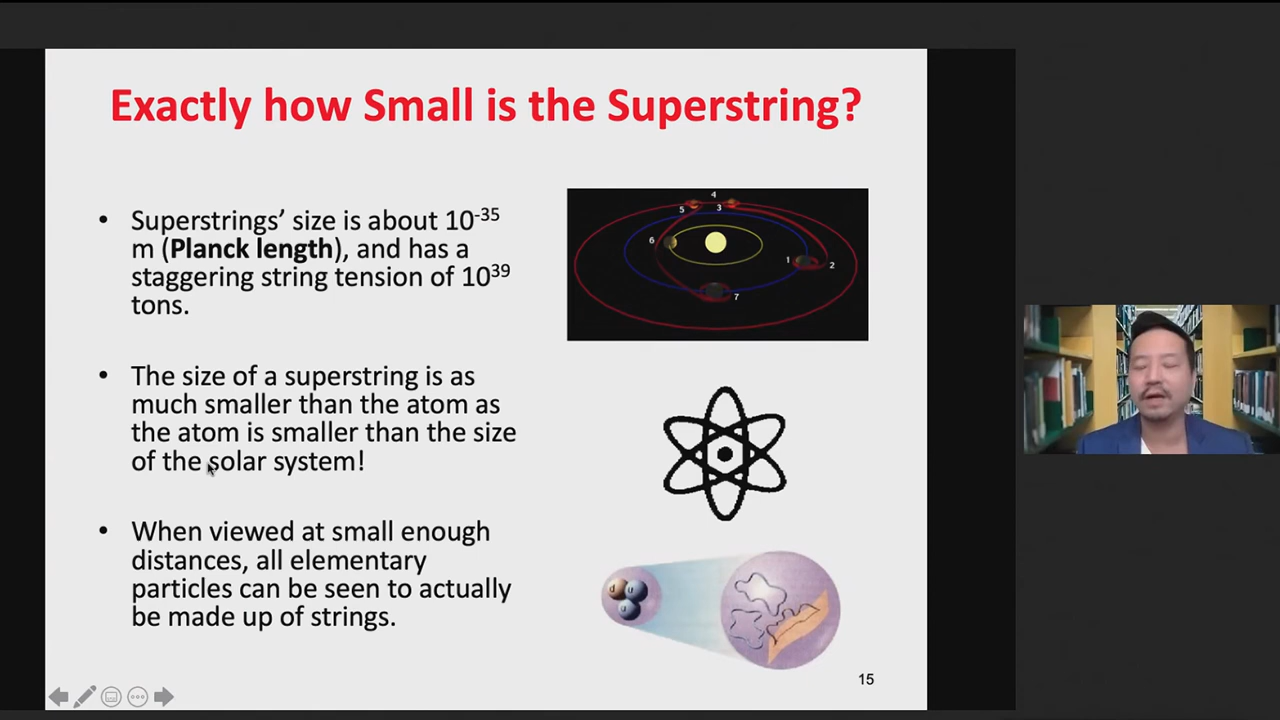 Exactly how Small is the Superstring?
• Superstrings’ size is about 10⁻³⁵
m (Planck length), and has a
staggering string tension of 10³⁹
tons.
• The size of a superstring is as
much smaller than the atom as
the atom is smaller than the size
of the solar system!
• When viewed at small enough
distances, all elementary
particles can be seen to actually
be made up of strings.
4
5
3
6
1
2
7
d
u
15